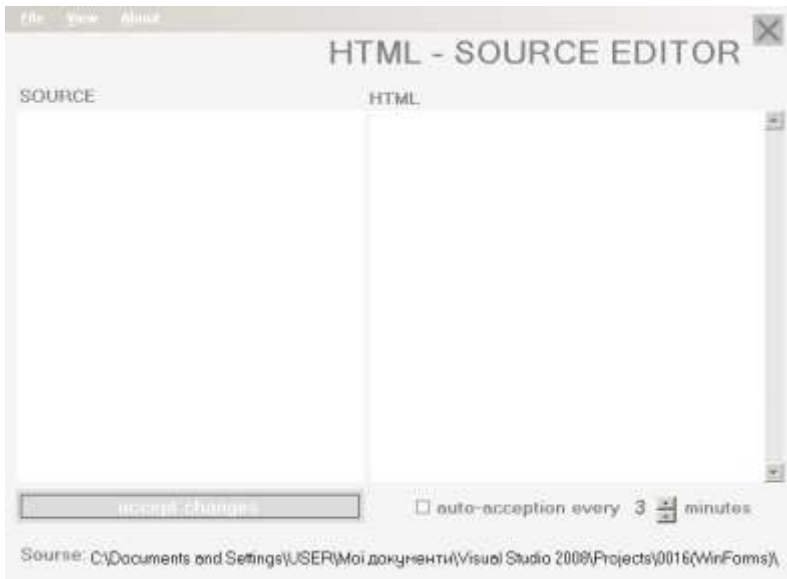 File View About
HTML - SOURCE EDITOR
SOURCE
HTML
accept changes
auto-acception every 3 minutes
Sourse: C:\Documents and Settings\USER\Мої документи\Visual Studio 2008\Projects\0016(WinForms)\